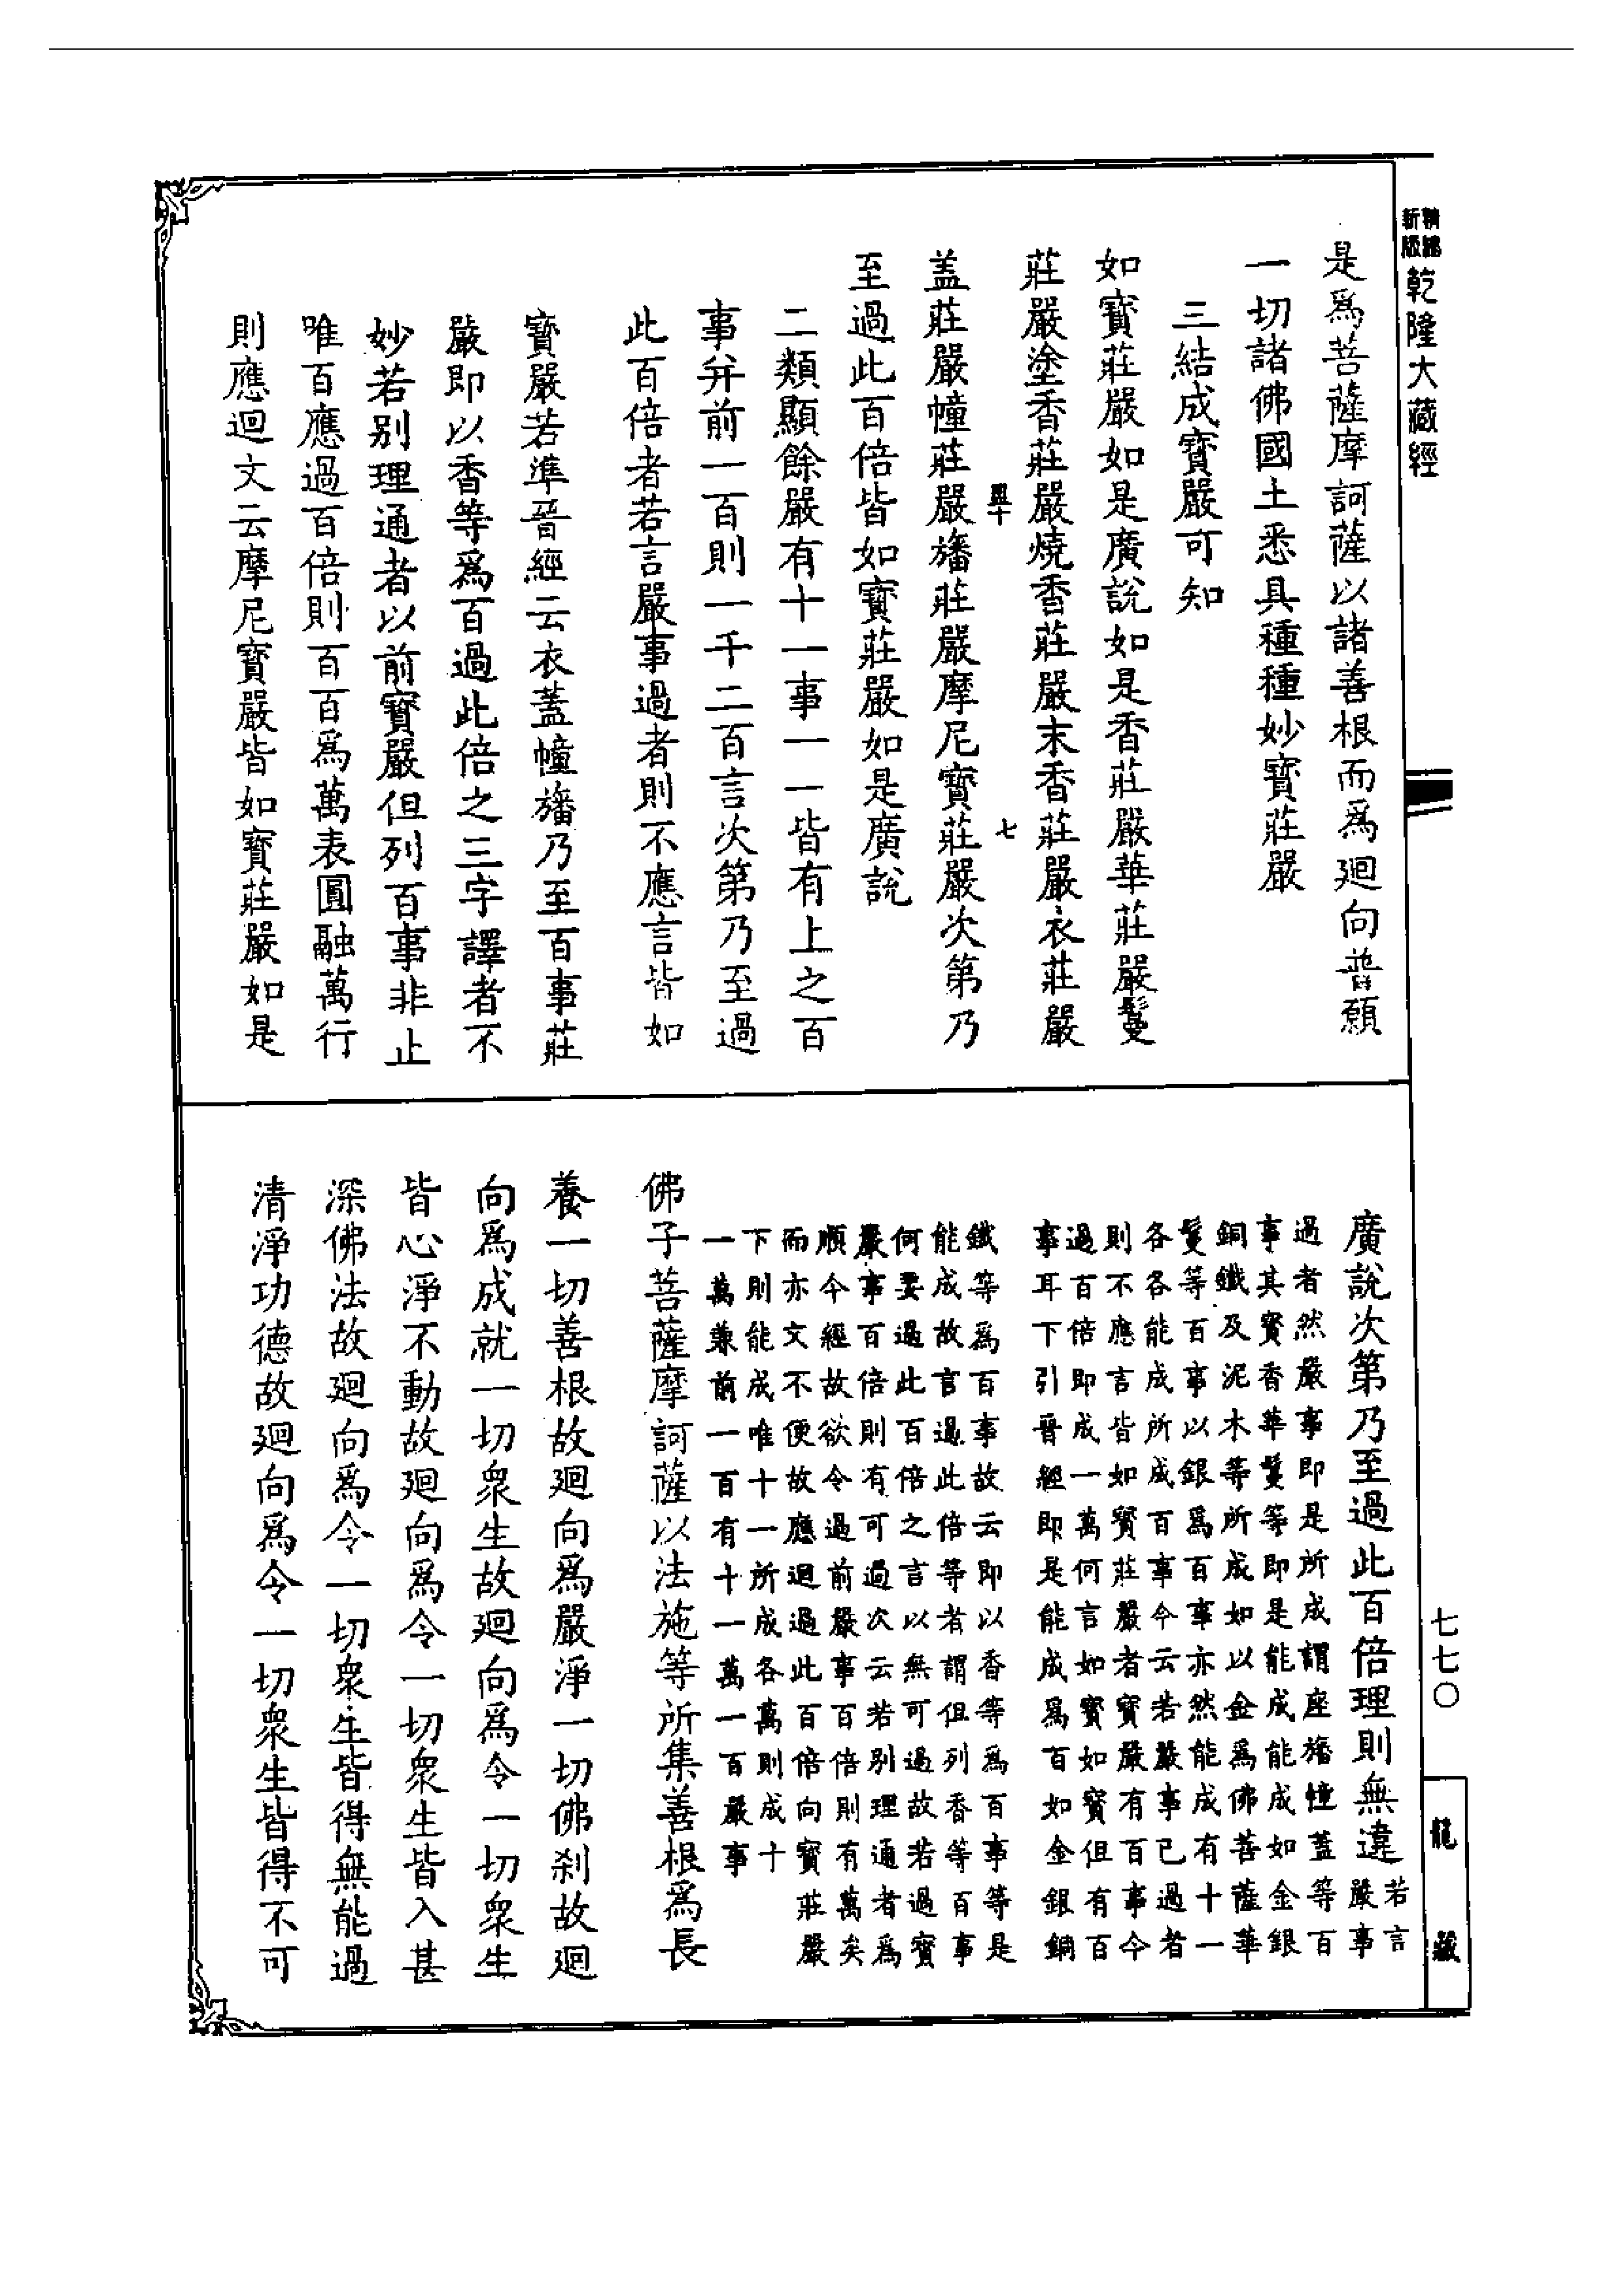 新版乾隆大藏經
是爲菩薩摩訶薩以諸善根而爲迴向普願
一切諸佛國土悉具種種妙寶莊嚴
三結成寶嚴可知
如寶莊嚴如是廣說如是香莊嚴華莊嚴鬘
莊嚴塗香莊嚴燒香莊嚴末香莊嚴衣莊嚴
七
蓋莊嚴幢莊嚴旛莊嚴摩尼寶莊嚴次第乃
至過此百倍皆如寶莊嚴如是廣說
二類顯餘嚴有十一事一一皆有上之百
事幷前一百則一千二百言次第乃至過
此百倍者若言嚴事過者則不應言皆如
寶嚴若準晉經云衣蓋幢旛乃至百事莊
嚴即以香等爲百過此倍之三字譯者不
妙若别理通者以前寶嚴但列百事非止
唯百應過百倍則百百爲萬表圓融萬行
則應迴文云摩尼寶嚴皆如寶莊嚴如是
七七〇
龍藏
廣說次第乃至過此百倍理則無違
若言
嚴事
過者然嚴事即是所成謂座旛幢蓋等百
事其實香華鬘等即是能成能成如金銀
銅鐵及泥木等所成如以金爲佛菩薩華
鬘等百事以銀爲百事亦然能成有十一
各各能成所成百事今云若嚴事已過者
則不應言皆如寶莊嚴者寶嚴有百事今
過百倍即成一萬何言如寶如寶但有百
事耳下引晉經即是能成爲百如金銀銅
鐵等爲百事故云即以香等爲百事等是
能成故言過此倍等者謂但列香等百事
何要過此百倍之言以無可過故若過寶
嚴事百倍則有可過次云若别理通者爲
順今經故欲令過前嚴事百倍則有萬矣
而亦文不便故應迴過此百倍向寶莊嚴
下則能成唯十一所成各萬則成十
一萬兼前一百有十一萬一百嚴事
佛子菩薩摩訶薩以法施等所集善根爲長
養一切善根故迴向爲嚴淨一切佛刹故迴
向爲成就一切衆生故迴向爲令一切衆生
皆心淨不動故迴向爲令一切衆生皆入甚
深佛法故迴向爲令一切衆生皆得無能過
清淨功德故迴向爲令一切衆生皆得不可